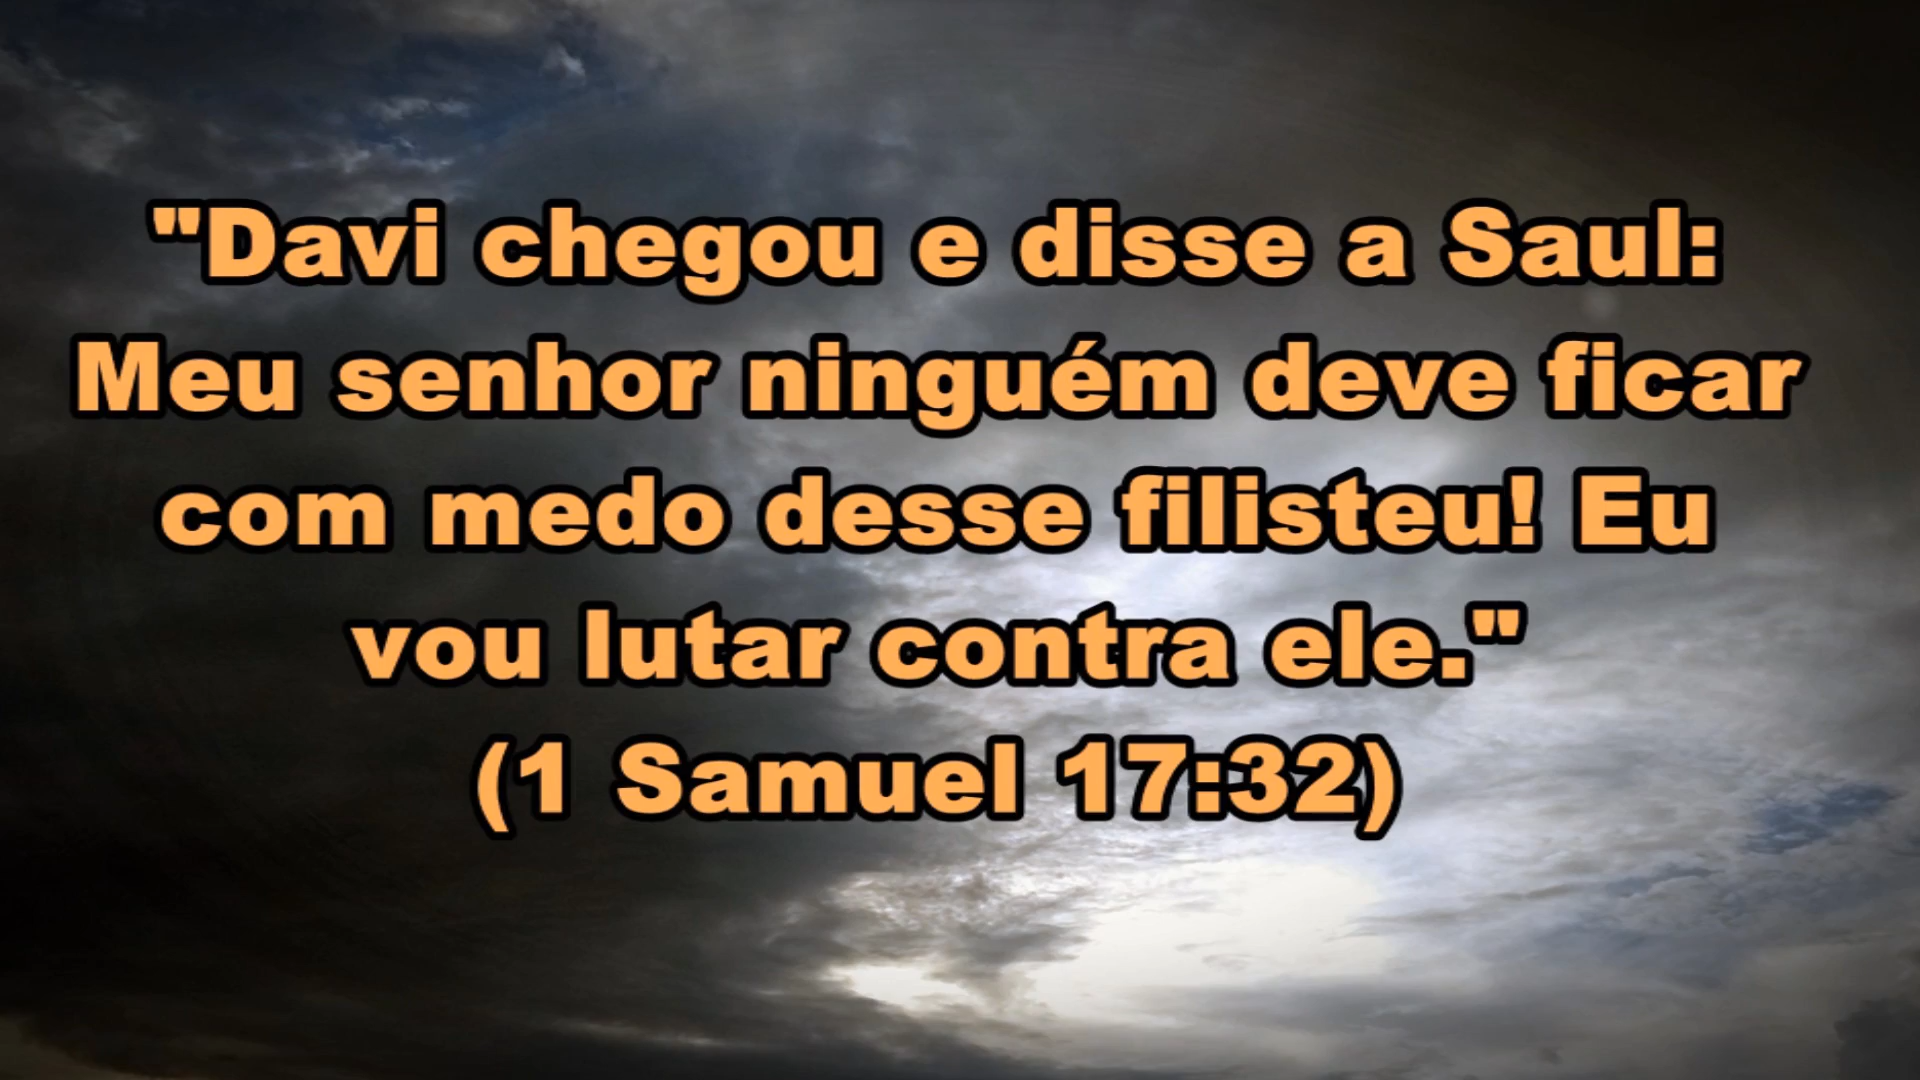 "Davi chegou e disse a Saul:
Meu senhor ninguém deve ficar
com medo desse filisteu! Eu
vou lutar contra ele."
(1 Samuel 17:32)